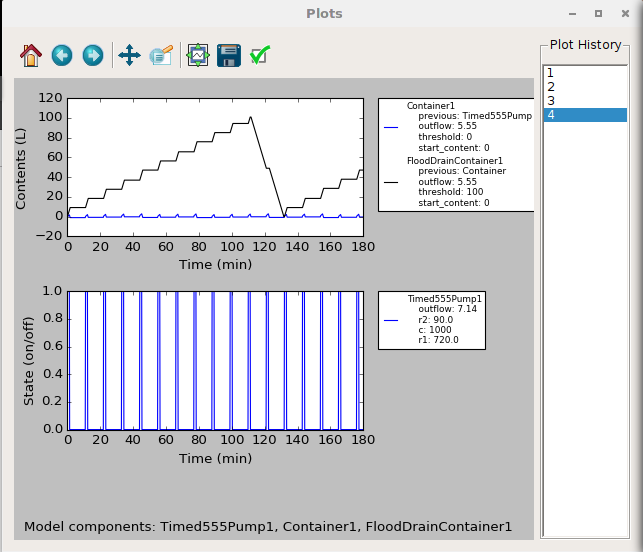 Plots
Plot History
1
2
3
4
120
100
80
60
40
20
0
−20
Contents (L)
0 20 40 60 80 100 120 140 160 180
Time (min)
Container1
previous: Timed555Pump
outflow: 5.55
threshold: 0
start_content: 0
FloodDrainContainer1
previous: Container
outflow: 5.55
threshold: 100
start_content: 0
1.0
0.8
0.6
0.4
0.2
0.0
State (on/off)
0 20 40 60 80 100 120 140 160 180
Time (min)
Timed555Pump1
outflow: 7.14
r2: 90.0
c: 1000
r1: 720.0
Model components: Timed555Pump1, Container1, FloodDrainContainer1